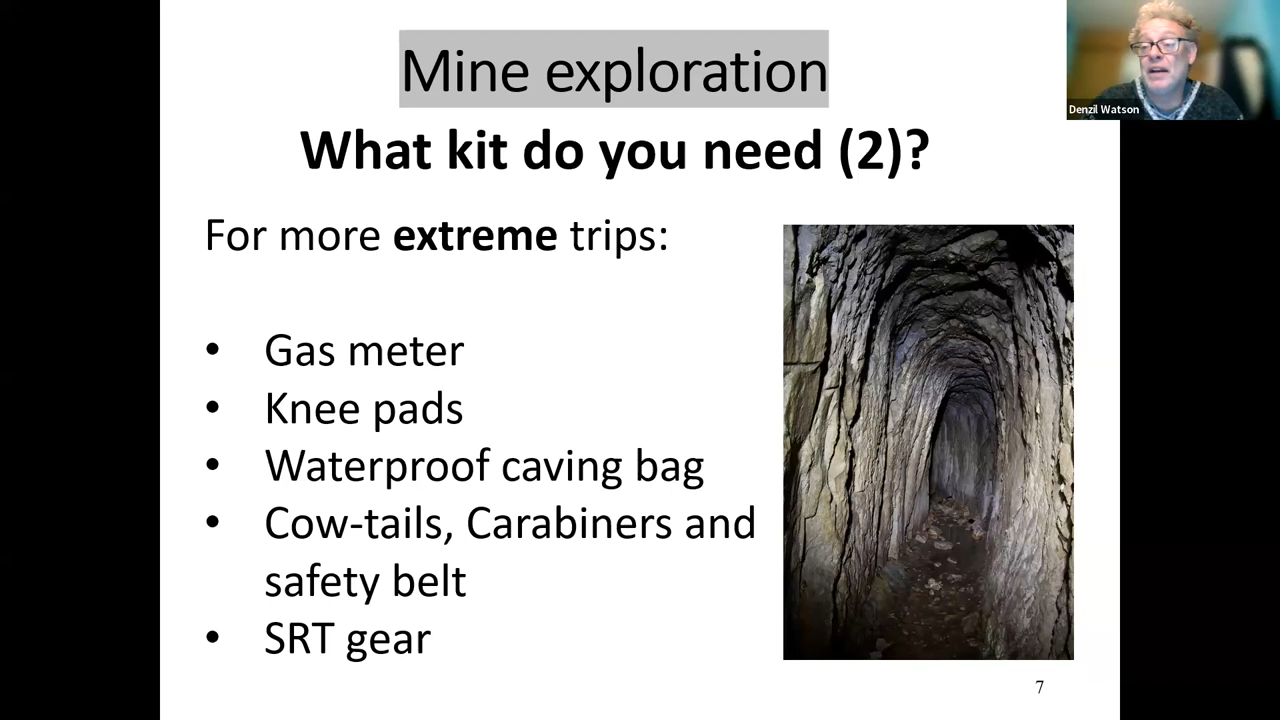 Mine exploration
What kit do you need (2)?
Denzil Watson
For more extreme trips:
• Gas meter
• Knee pads
• Waterproof caving bag
• Cow-tails, Carabiners and
safety belt
• SRT gear
7